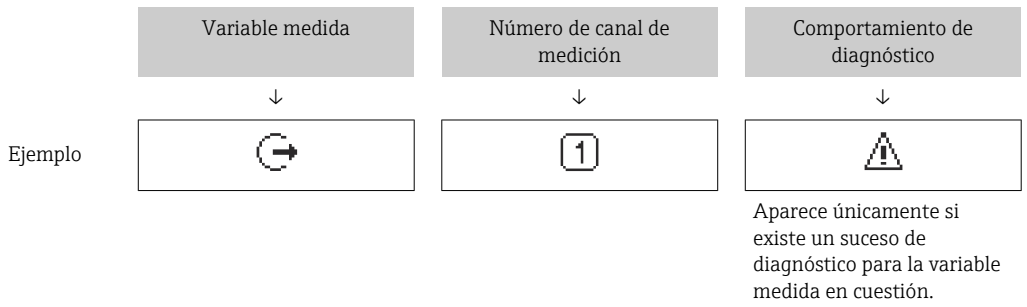 Variable medida
Número de canal de
medición
Comportamiento de
diagnóstico
↓ ↓ ↓
Ejemplo
1
Aparece únicamente si
existe un suceso de
diagnóstico para la variable
medida en cuestión.